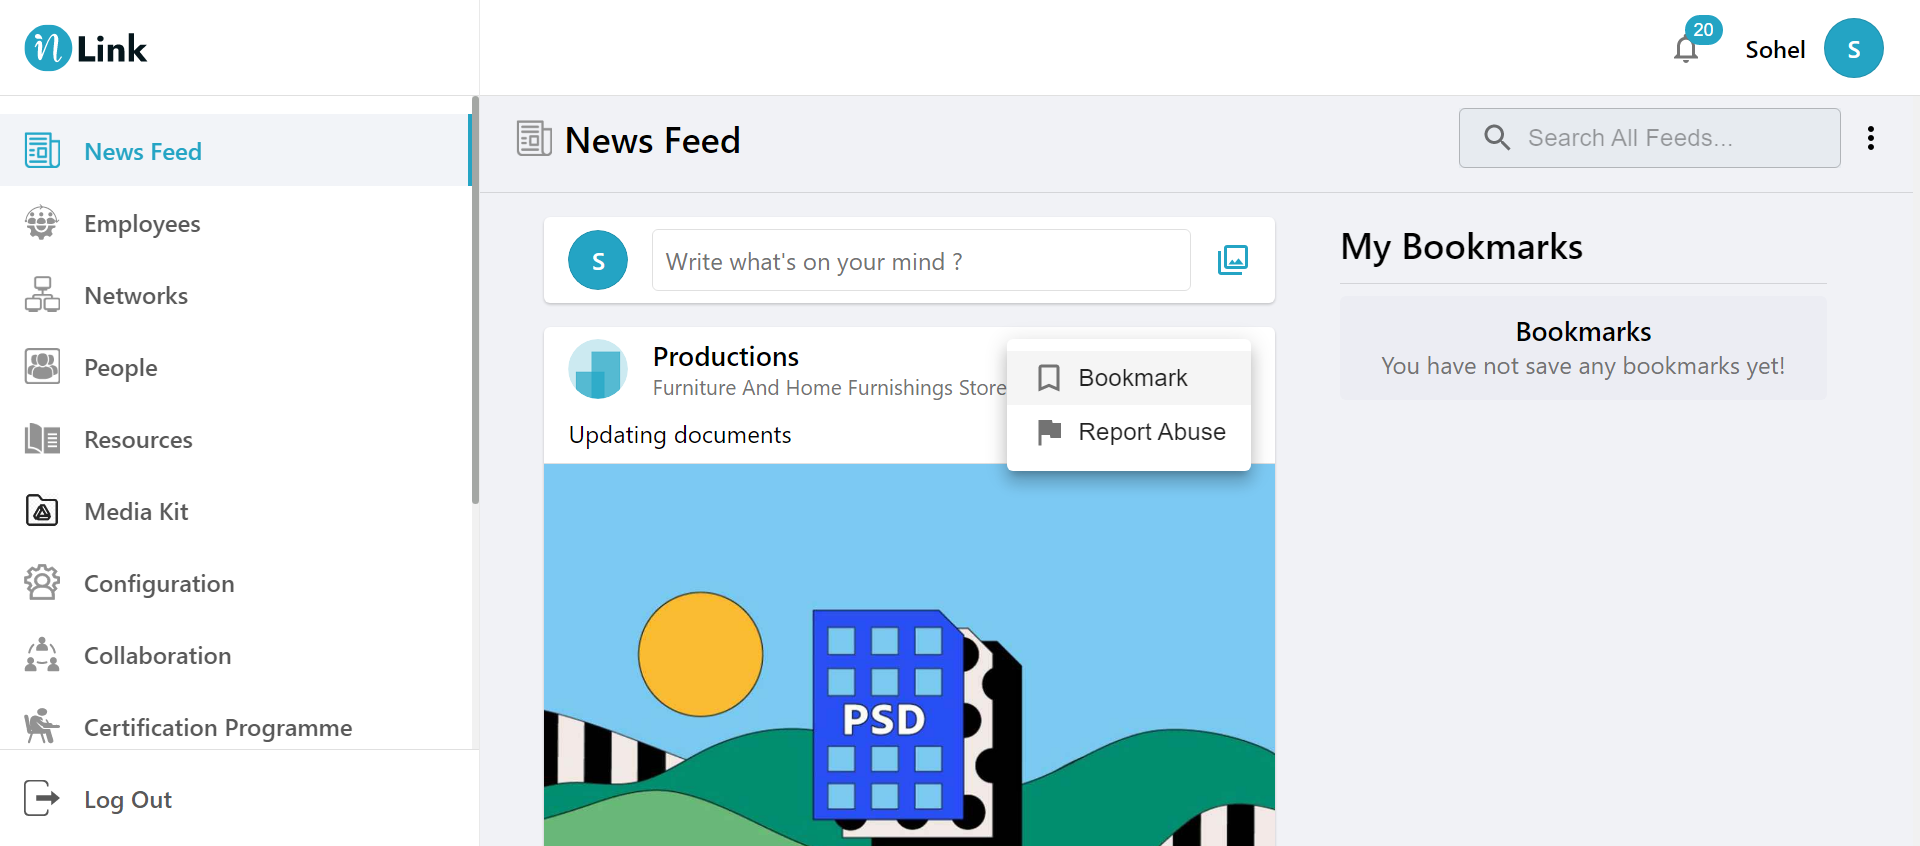 n Link
20
Sohel
S
News Feed
Employees
Networks
People
Resources
Media Kit
Configuration
Collaboration
Certification Programme
Log Out
News Feed
Search All Feeds...
S
Write what's on your mind ?
Productions
Furniture And Home Furnishings Store
Updating documents
Bookmark
Report Abuse
PSD
My Bookmarks
Bookmarks
You have not save any bookmarks yet!